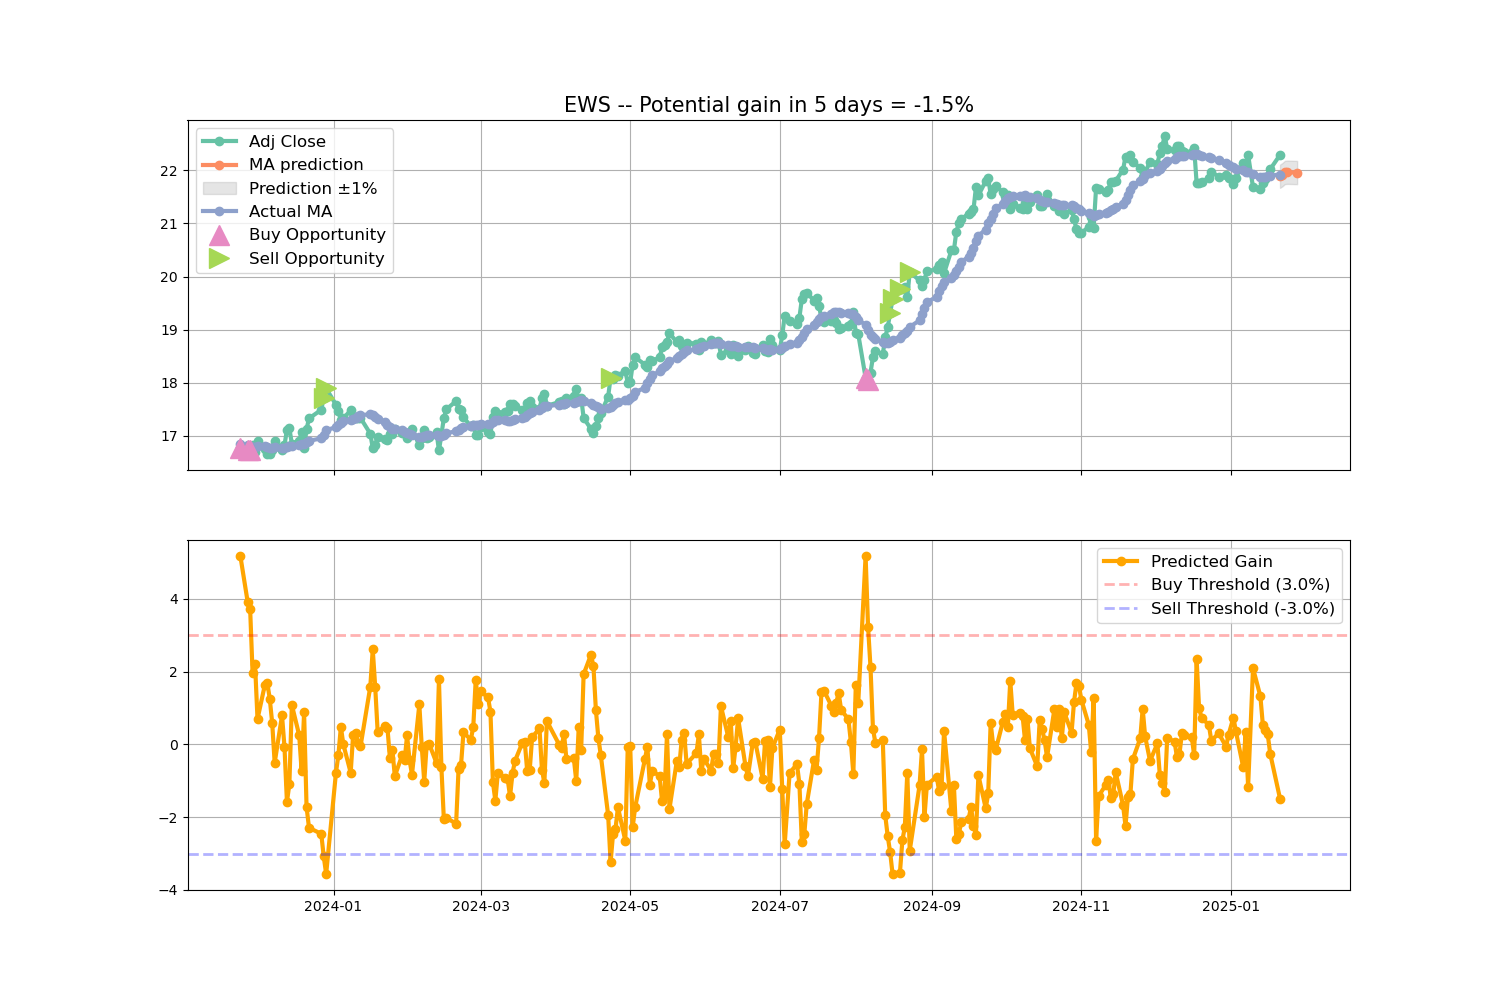 EWS -- Potential gain in 5 days = -1.5%
Adj Close
MA prediction
Prediction ±1%
Actual MA
Buy Opportunity
Sell Opportunity
22
21
20
19
18
17
Predicted Gain
Buy Threshold (3.0%)
Sell Threshold (-3.0%)
4
2
0
−2
−4
2024-01 2024-03 2024-05 2024-07 2024-09 2024-11 2025-01